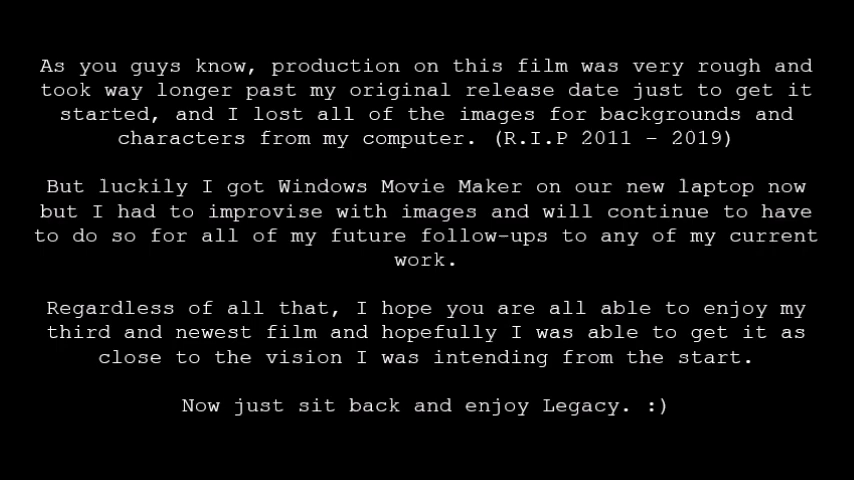 As you guys know, production on this film was very rough and
took way longer past my original release date just to get it
started, and I lost all of the images for backgrounds and
characters from my computer. (R.I.P 2011 - 2019)
But luckily I got Windows Movie Maker on our new laptop now
but I had to improvise with images and will continue to have
to do so for all of my future follow-ups to any of my current
work.
Regardless of all that, I hope you are all able to enjoy my
third and newest film and hopefully I was able to get it as
close to the vision I was intending from the start.
Now just sit back and enjoy Legacy. :)